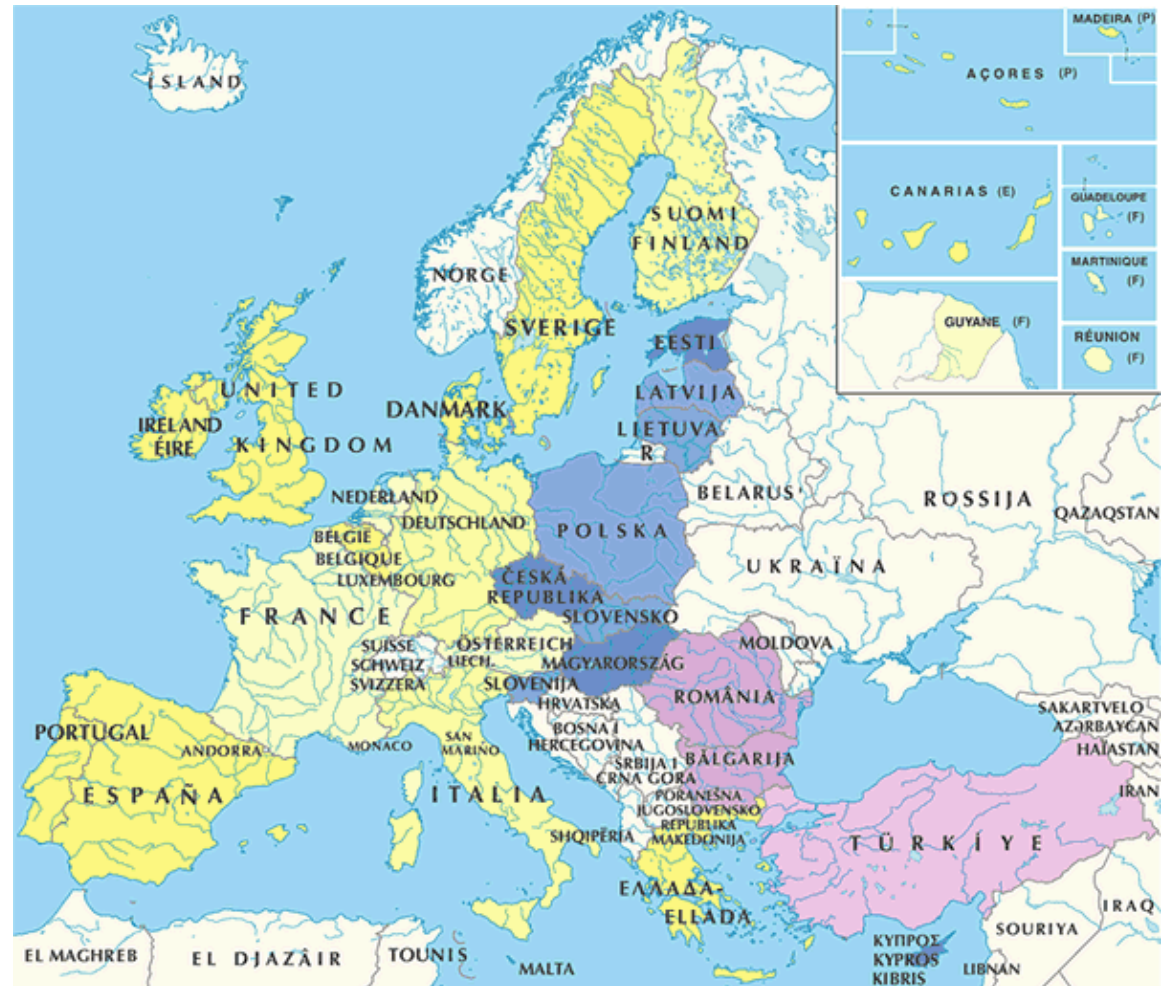 ÍSLAND
MADEIRA (P)
AÇORES (P)
CANARIAS (E)
GUADELOUPE
(F)
MARTINIQUE
(F)
GUYANE (F)
RÉUNION
(F)
SUOMI
FINLAND
NORGE
SVERIGE
EESTI
LATVIJA
LIETUVA
R
UNITED
KINGDOM
IRELAND
ÉIRE
DANMARK
NEDERLAND
DEUTSCHLAND
BELGIË
BELGIQUE
LUXEMBOURG
POLSKA
BELARUS'
ROSSIJA
QAZAQSTAN
UKRAÏNA
ČESKÁ
REPUBLIKA
SLOVENSKO
FRANCE
SUISSE
SCHWEIZ
SVIZZERA
LIECH.
ÖSTERREICH
MAGYARORSZÁG
MOLDOVA
SLOVENIJA
HRVATSKA
ROMÂNIA
BOSNA I
HERCEGOVINA
SRBIJA I
CRNA GORA
BĂLGARIJA
SAKARTVELO
AZƏRBAYCAN
HAÏASTAN
IRAN
PORTUGAL
ANDORRA
MONACO
SAN
MARINO
ESPAÑA
ITALIA
PORANEŠNA
JUGOSLOVENSKO
REPUBLIKA
MAKEDONIJA
SHQIPËRIA
TÜRKİYE
ΕΛΛΑΔΑ-
ELLADA
EL MAGHREB
EL DJAZÂIR
TOUNIS
MALTA
ΚΥΠΡΟΣ
KYPROS
KIBRIS
LIBNAN
SOURIYA
IRAQ